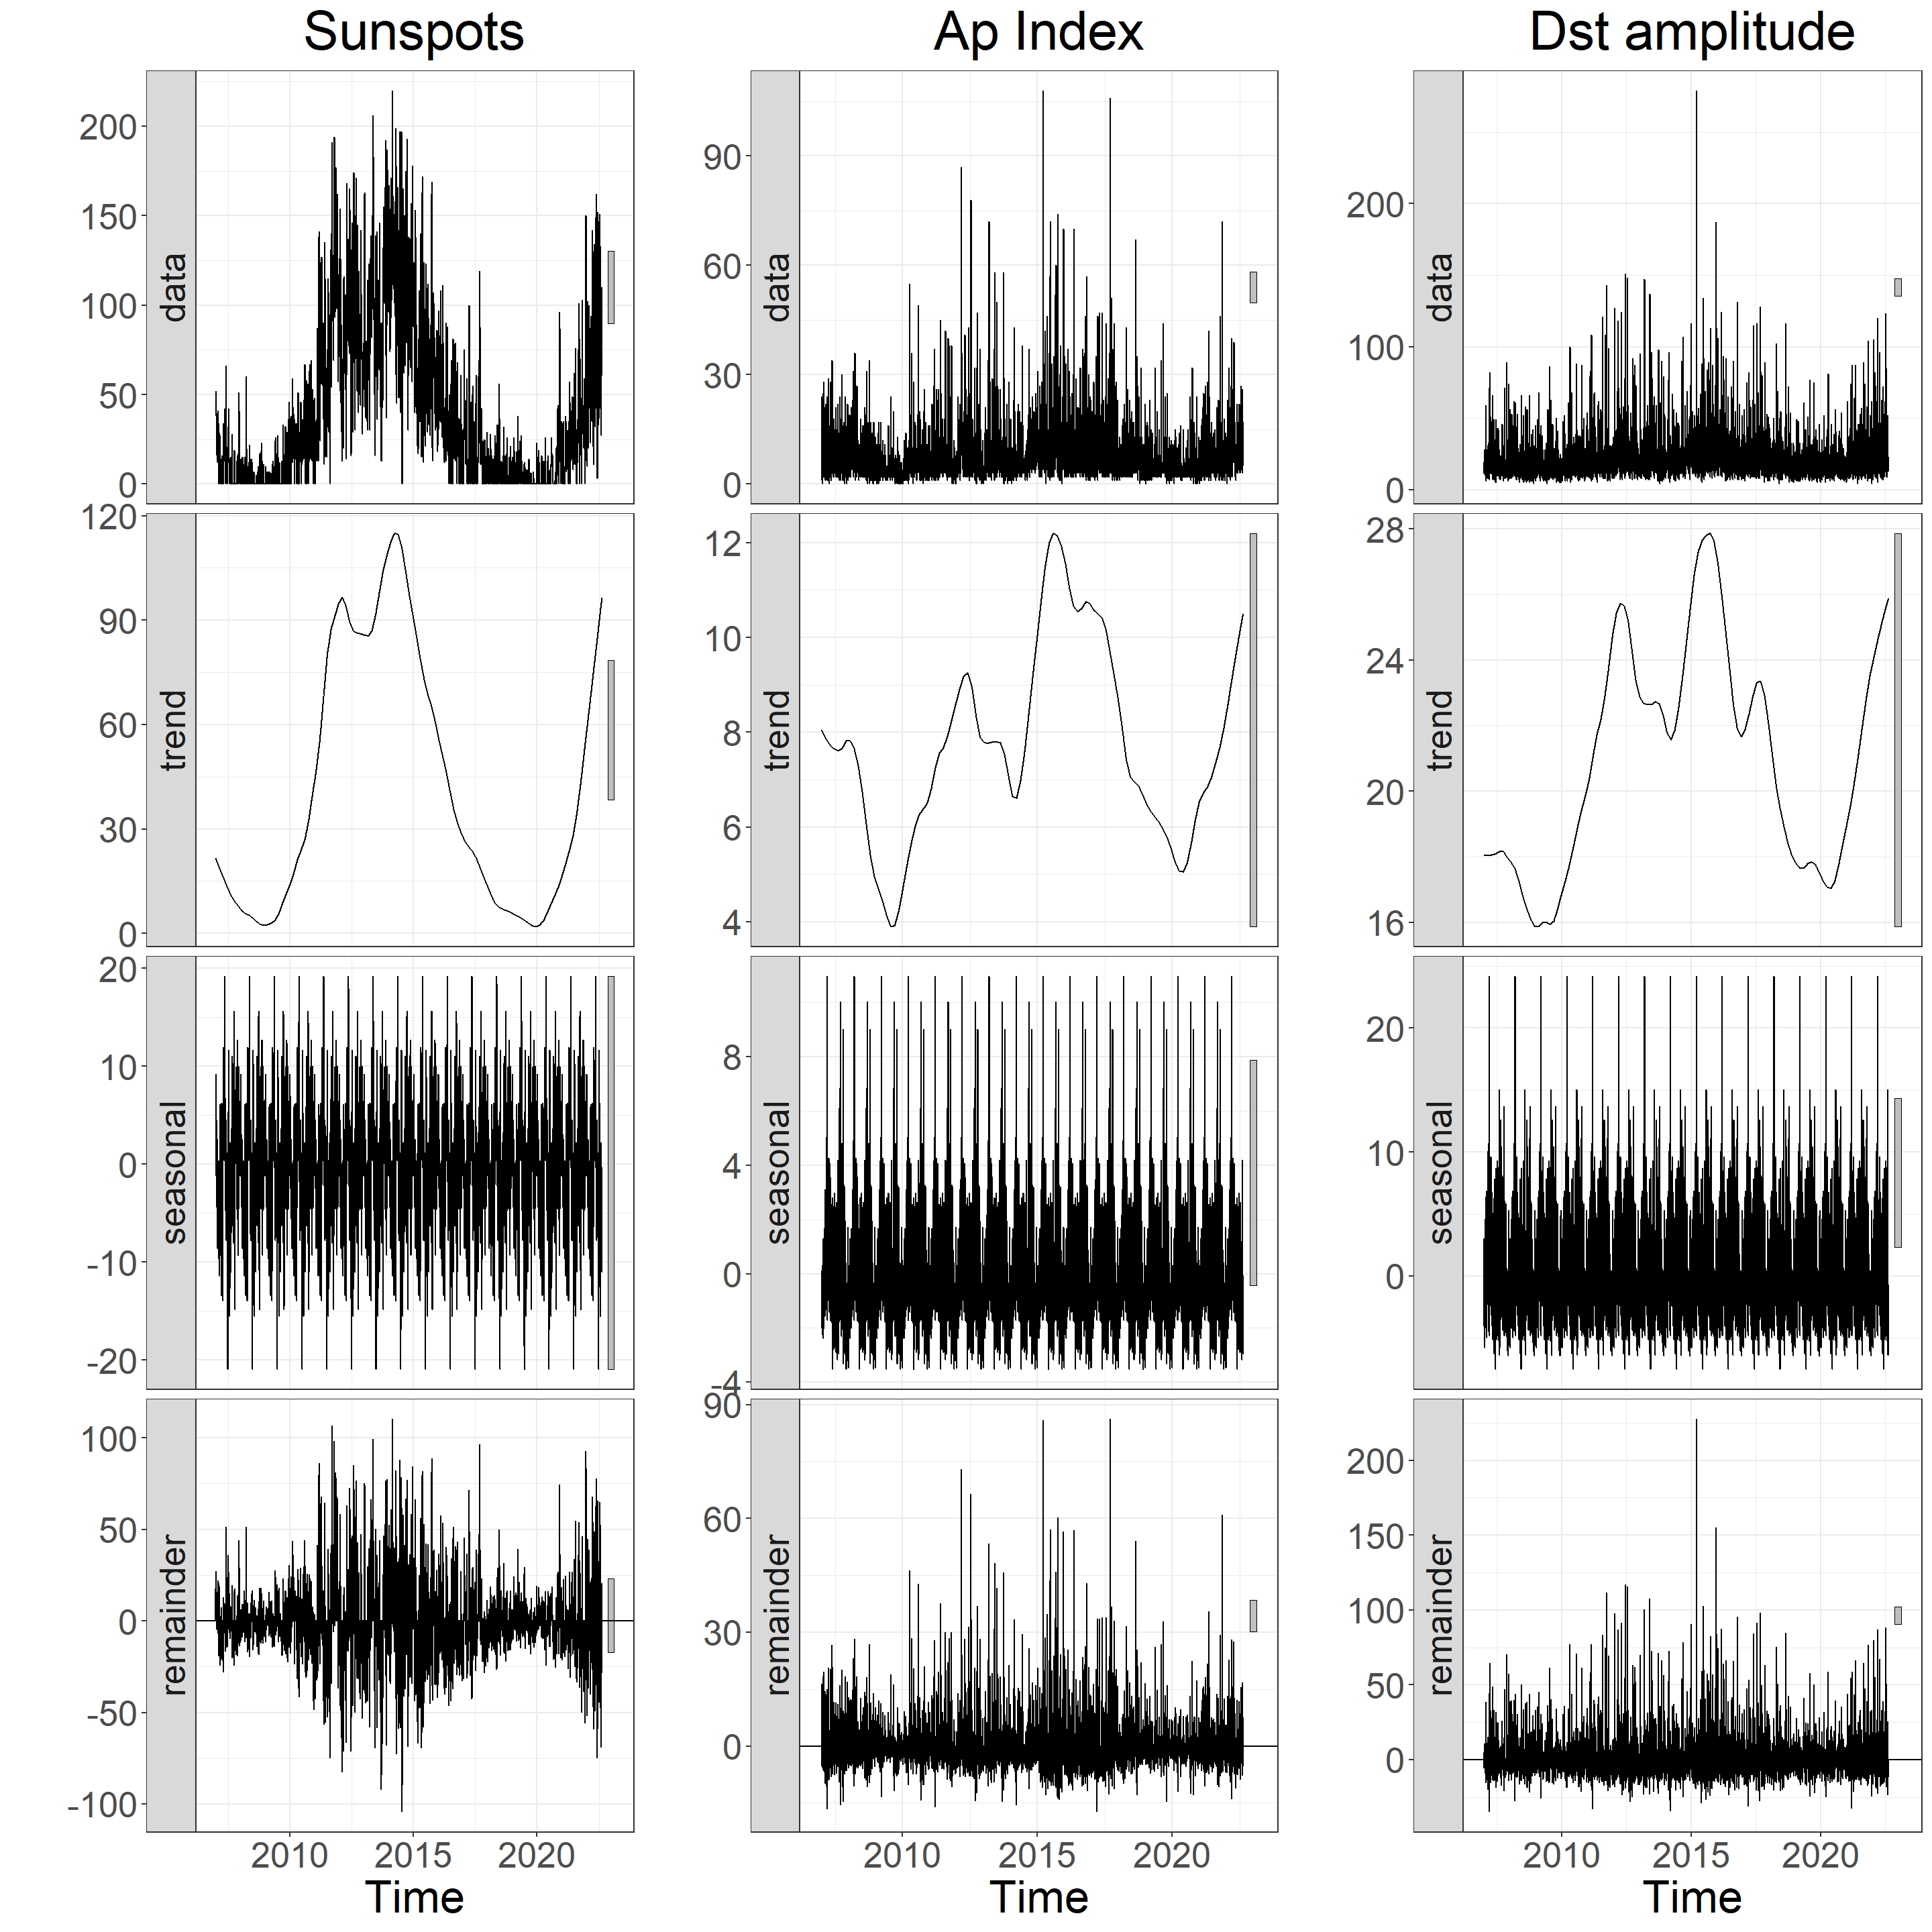 Sunspots
Ap Index
Dst amplitude
data
200
150
100
50
0
data
90
60
30
0
data
200
100
0
trend
120
90
60
30
0
trend
12
10
8
6
4
trend
28
24
20
16
seasonal
20
10
0
-10
-20
seasonal
8
4
0
-4
seasonal
20
10
0
remainder
100
50
0
-50
-100
remainder
90
60
30
0
remainder
200
150
100
50
0
2010 2015 2020
2010 2015 2020
2010 2015 2020
Time
Time
Time